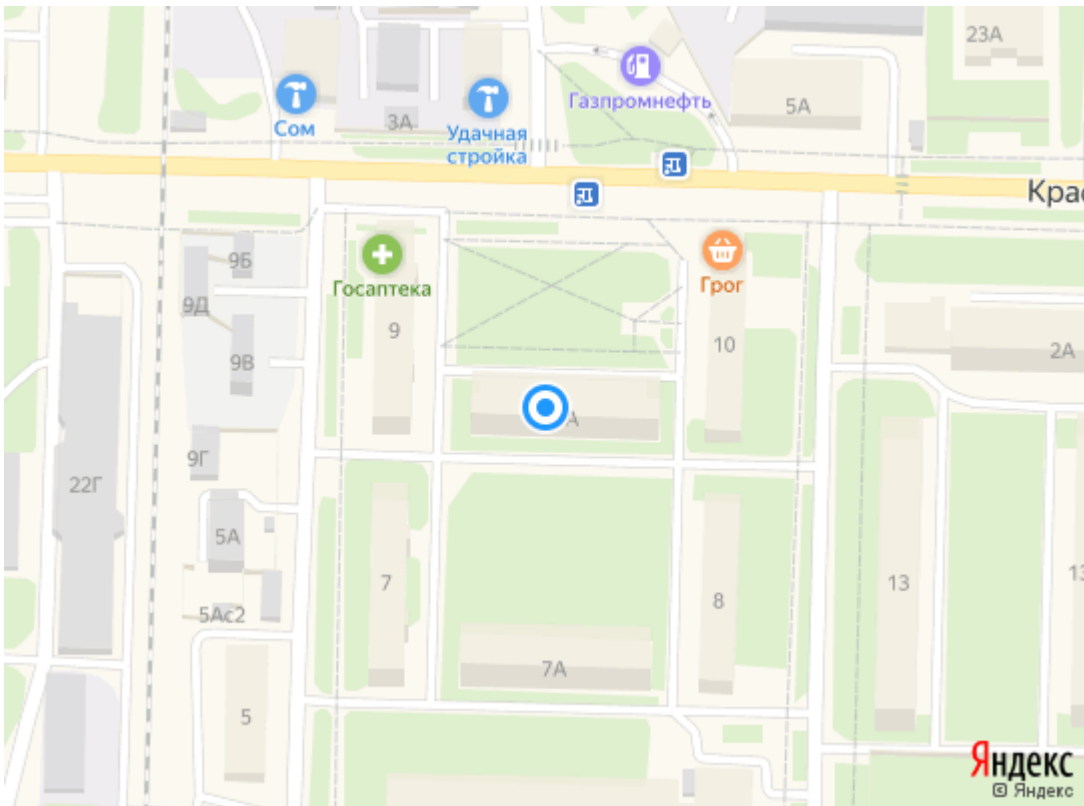 23А
Газпромнефть
5А
Сом
3А
Удачная
стройка
Крас
9Б
Госаптека
Грог
9Д
9
10
2А
9В
А
9Г
22Г
5А
7
8
13
13
5Ас2
7А
5
Яндекс
© Яндекс